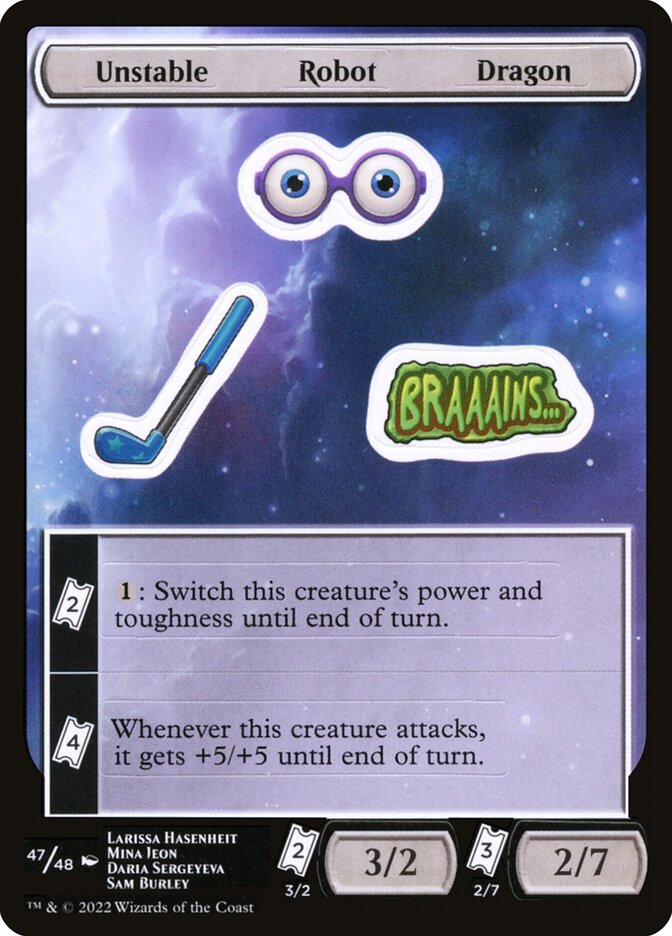 Unstable Robot Dragon
BRAAAINS...
2
1: Switch this creature's power and
toughness until end of turn.
4
Whenever this creature attacks,
it gets +5/+5 until end of turn.
47/48
Larissa Hasenheit
Mina Jeon
Daria Sergeyeva
Sam Burley
2
3/2
3/2
3
2/7
2/7
™ & © 2022 Wizards of the Coast